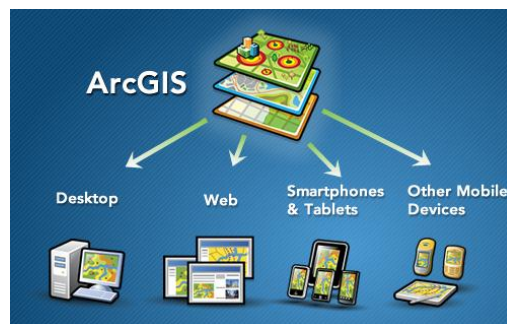 ArcGIS
Desktop
Web
Smartphones
& Tablets
Other Mobile
Devices